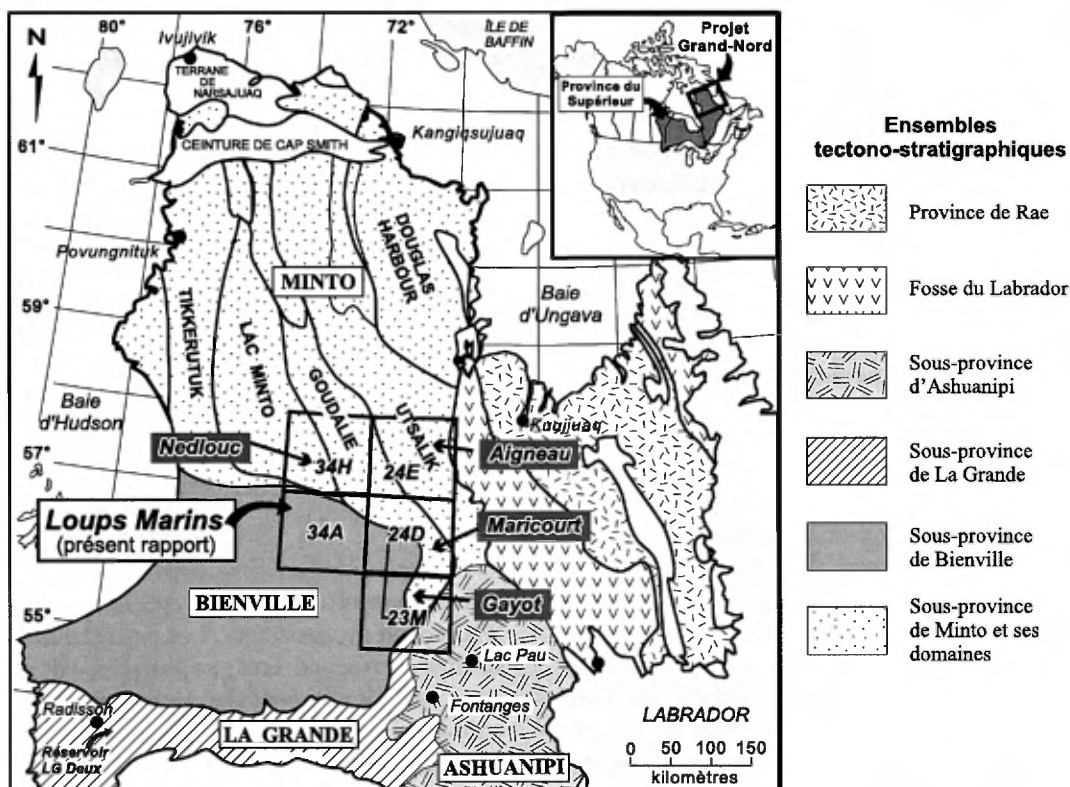 80°
76°
72°
N
Ivujivik
ÎLE DE
BAFFIN
TERRANE
DE
NARSAJUAQ
Kangiqsujuaq
61°
CEINTURE DE CAP SMITH
Povungnituk
DOUGLAS
HARBOUR
MINTO
59°
Baie
d'Ungava
TIKKERUTUK
LAC MINTO
GOUDALIE
UTSALIK
Baie
d'Hudson
Kuujjuaq
Nedlouc
34H
24E
Aigneau
57°
Loups Marins
(présent rapport)
34A
24D
Maricourt
BIENVILLE
Gayot
23M
55°
Lac Pau
Fontanges
Radisson
LA GRANDE
Réservoir
LG Deux
ASHUANIPI
LABRADOR
0 50 100 150
kilomètres
Projet
Grand-Nord
Province du
Supérieur
Ensembles
tectono-stratigraphiques
Province de Rae
Fosse du Labrador
Sous-province
d'Ashuanipi
Sous-province
de La Grande
Sous-province
de Bienville
Sous-province
de Minto et ses
domaines